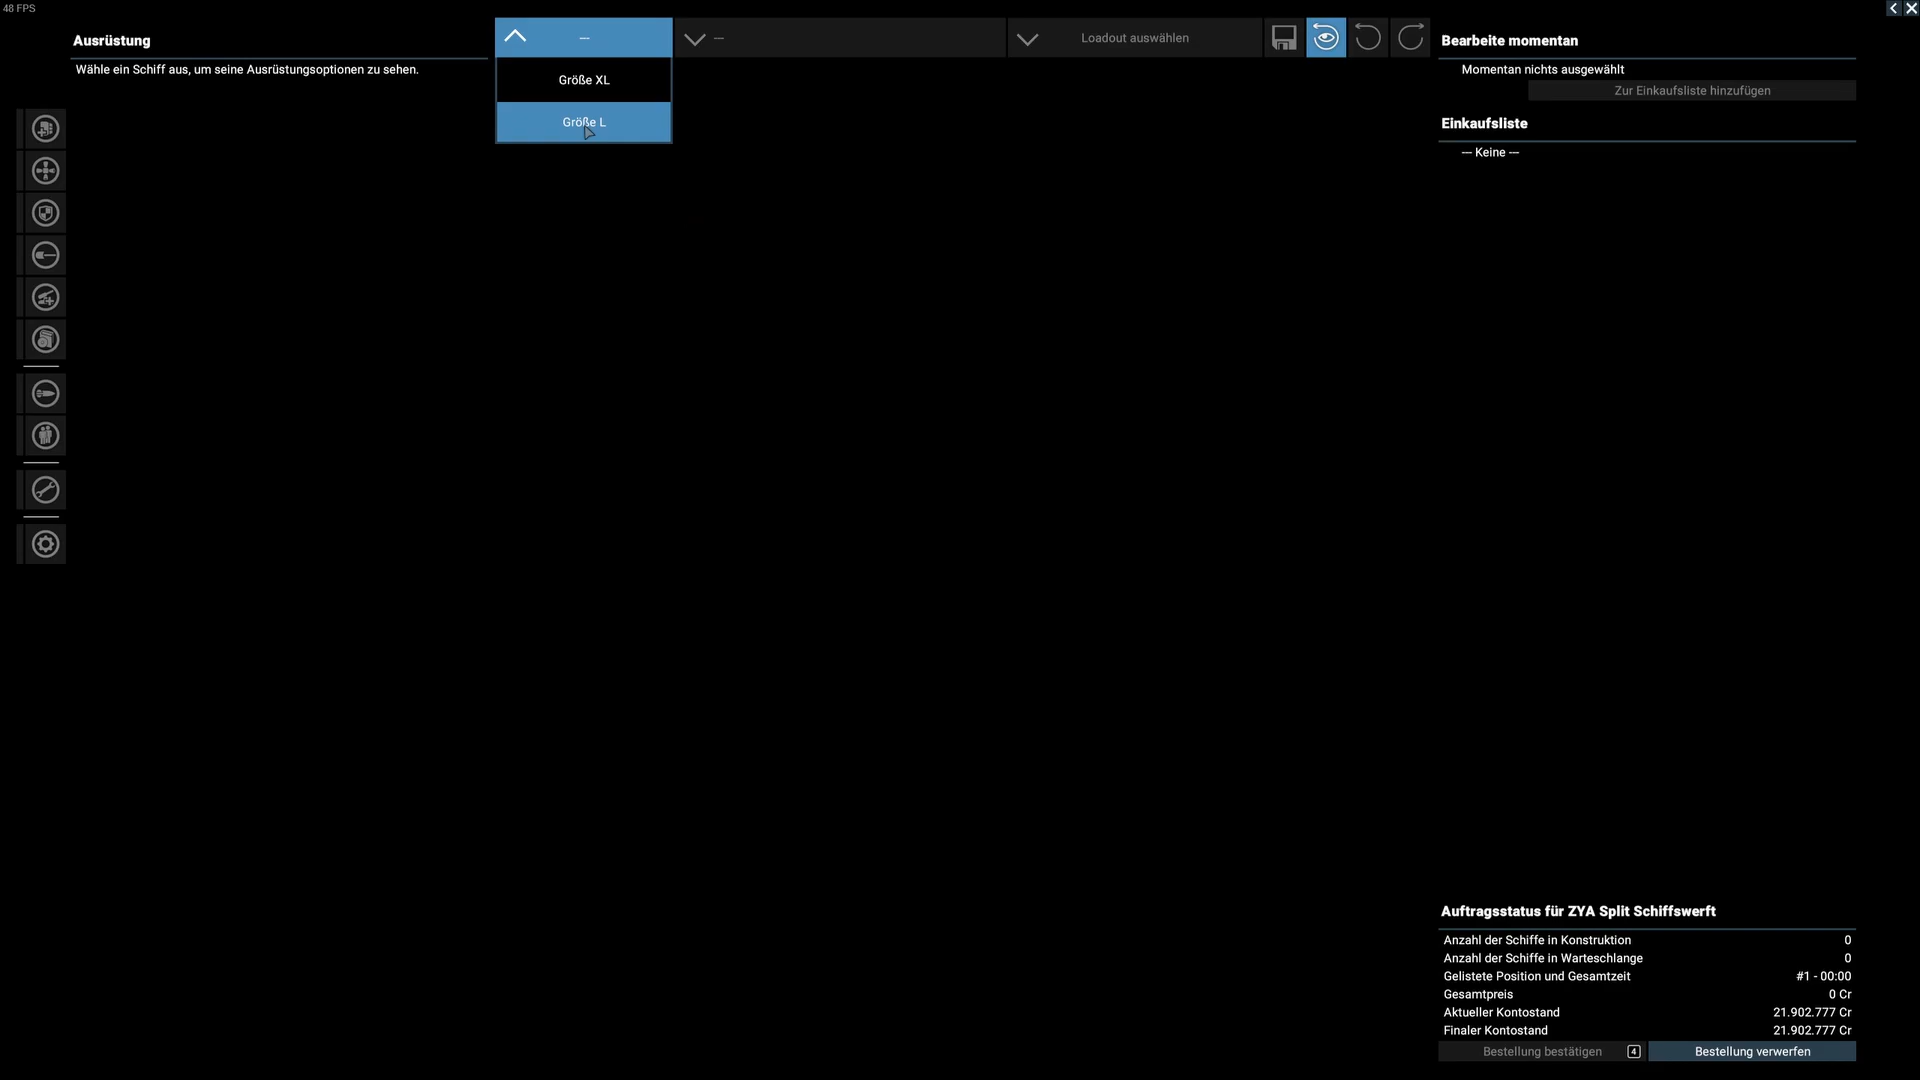 48 FPS
Ausrüstung
Wähle ein Schiff aus, um seine Ausrüstungsoptionen zu sehen.
—
Größe XL
Größe L
—
Loadout auswählen
Bearbeite momentan
Momentan nichts ausgewählt
Zur Einkaufsliste hinzufügen
Einkaufsliste
— Keine —
Auftragsstatus für ZYA Split Schiffswerft
Anzahl der Schiffe in Konstruktion 0
Anzahl der Schiffe in Warteschlange 0
Gelistete Position und Gesamtzeit #1 - 00:00
Gesamtpreis 0 Cr
Aktueller Kontostand 21.902.777 Cr
Finaler Kontostand 21.902.777 Cr
Bestellung bestätigen 4 Bestellung verwerfen